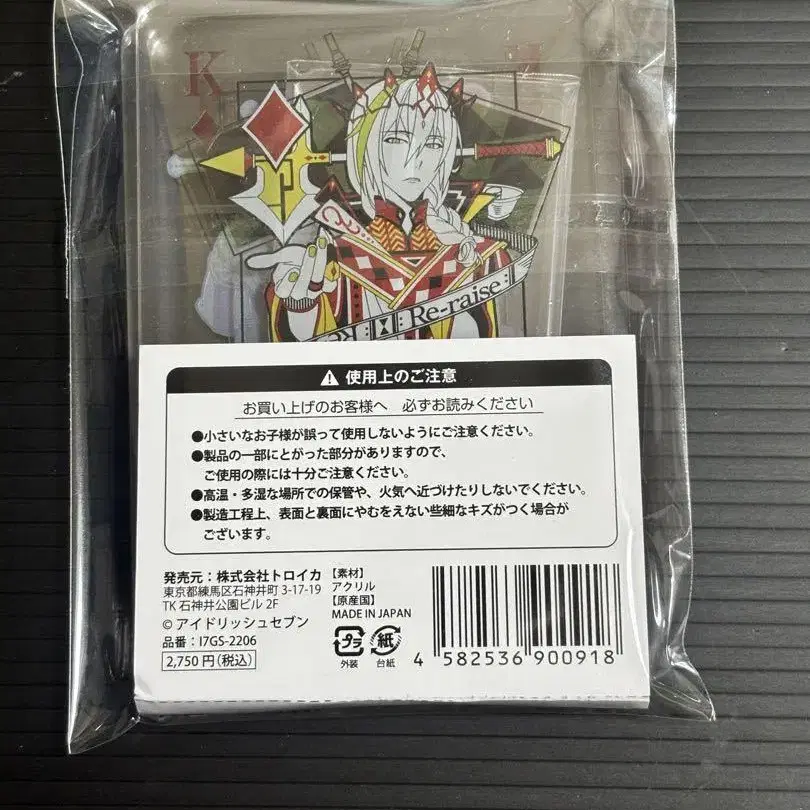 K
Re-raise
⚠ 使用上のご注意
お買い上げのお客様へ 必ずお読みください
●小さいなお子様が誤って使用しないようにご注意ください。
●製品の一部にとがった部分がありますので、
ご使用の際には十分ご注意ください。
●高温・多湿な場所での保管や、火気へ近づけたりしないでください。
●製造工程上、表面と裏面にやむをえない些細なキズがつく場合が
ございます。
発売元：株式会社トロイカ
東京都練馬区石神井町 3-17-19
TK 石神井公園ビル 2F
© アイドリッシュセブン
品番：I7GS-2206
2,750 円（税込）
【素材】
アクリル
【原産国】
MADE IN JAPAN
プラ 紙
外装 台紙
4 582536 900918